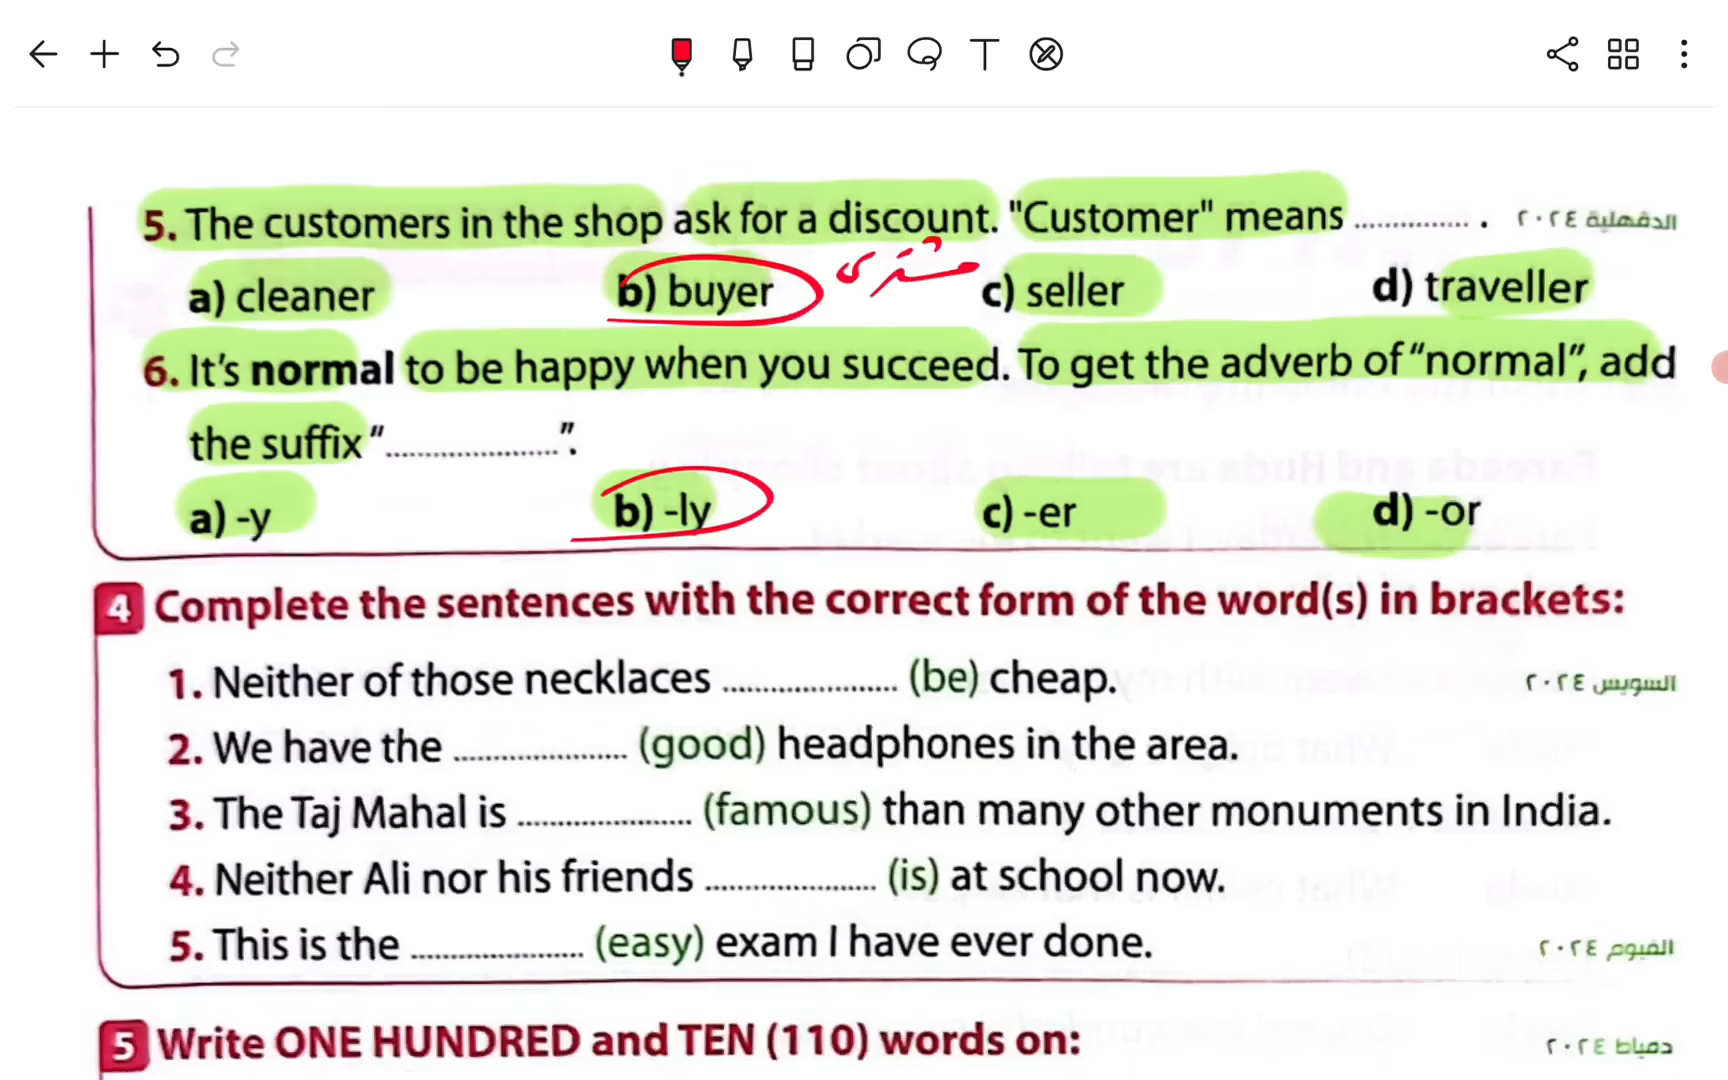 5. The customers in the shop ask for a discount. "Customer" means .............. . الدقهلية ٢٠٢٤
a) cleaner b) buyer مشترى c) seller d) traveller
6. It's normal to be happy when you succeed. To get the adverb of "normal", add
the suffix "......................".
a) -y b) -ly c) -er d) -or
4 Complete the sentences with the correct form of the word(s) in brackets:
1. Neither of those necklaces ...................... (be) cheap. السويس ٢٠٢٤
2. We have the ...................... (good) headphones in the area.
3. The Taj Mahal is ...................... (famous) than many other monuments in India.
4. Neither Ali nor his friends ...................... (is) at school now.
5. This is the ...................... (easy) exam I have ever done. الفيوم ٢٠٢٤
5 Write ONE HUNDRED and TEN (110) words on: دمياط ٢٠٢٤